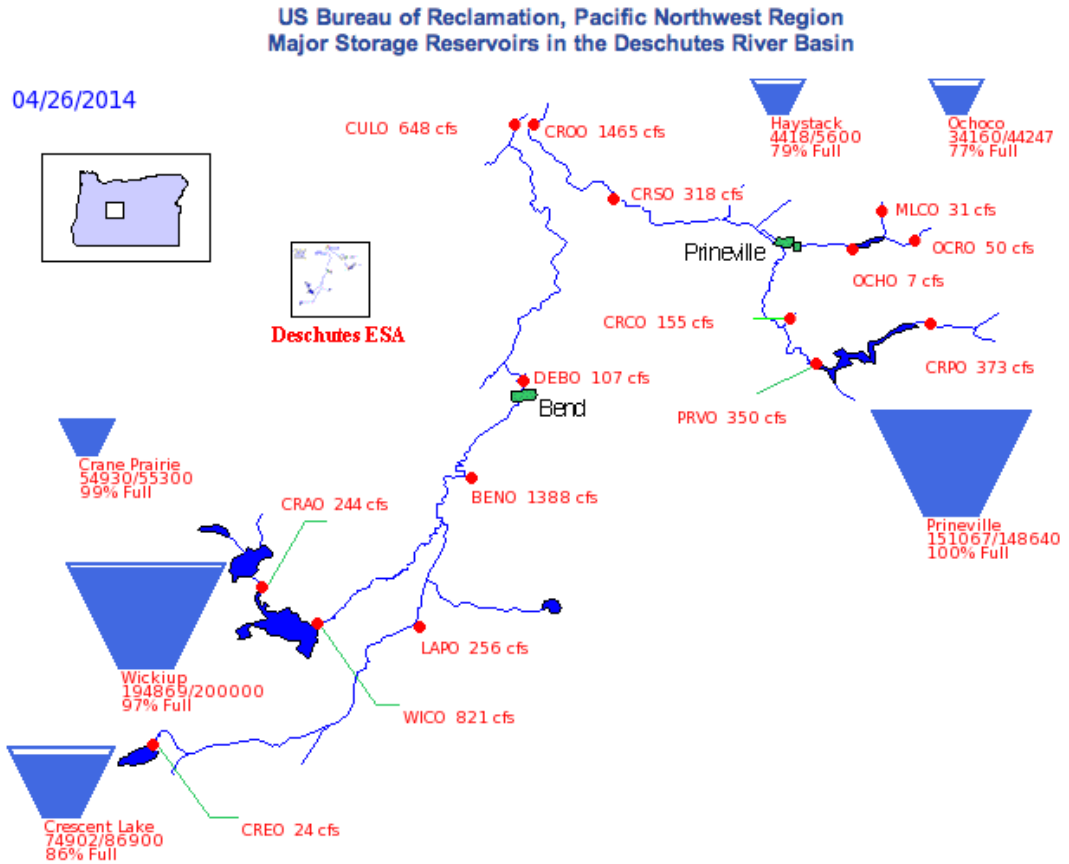 US Bureau of Reclamation, Pacific Northwest Region
Major Storage Reservoirs in the Deschutes River Basin
04/26/2014
Haystack
4418/5600
79% Full
Ochoco
34160/44247
77% Full
CULO 648 cfs
CROO 1465 cfs
CRSO 318 cfs
MLCO 31 cfs
Prineville
OCRO 50 cfs
OCHO 7 cfs
Deschutes ESA
CRCO 155 cfs
CRPO 373 cfs
DEBO 107 cfs
Bend
PRVO 350 cfs
Crane Prairie
54930/55300
99% Full
CRAO 244 cfs
BENO 1388 cfs
Prineville
151067/148640
100% Full
LAPO 256 cfs
Wickiup
194869/200000
97% Full
WICO 821 cfs
Crescent Lake
74902/86900
86% Full
CREO 24 cfs